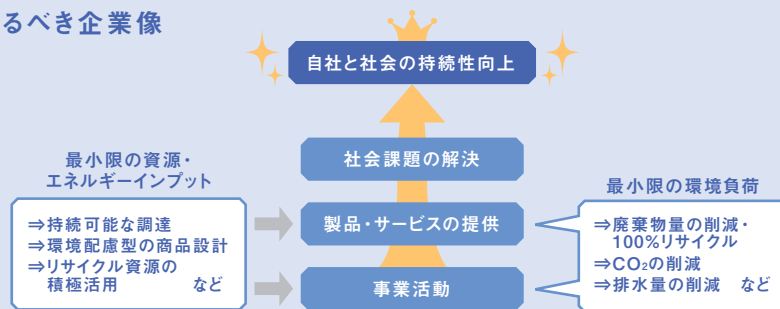 るべき企業像
自社と社会の持続性向上
社会課題の解決
最小限の資源・
エネルギーインプット
⇒持続可能な調達
⇒環境配慮型の商品設計
⇒リサイクル資源の
積極活用 など
製品・サービスの提供
事業活動
最小限の環境負荷
⇒廃棄物量の削減・
100%リサイクル
⇒CO₂の削減
⇒排水量の削減 など